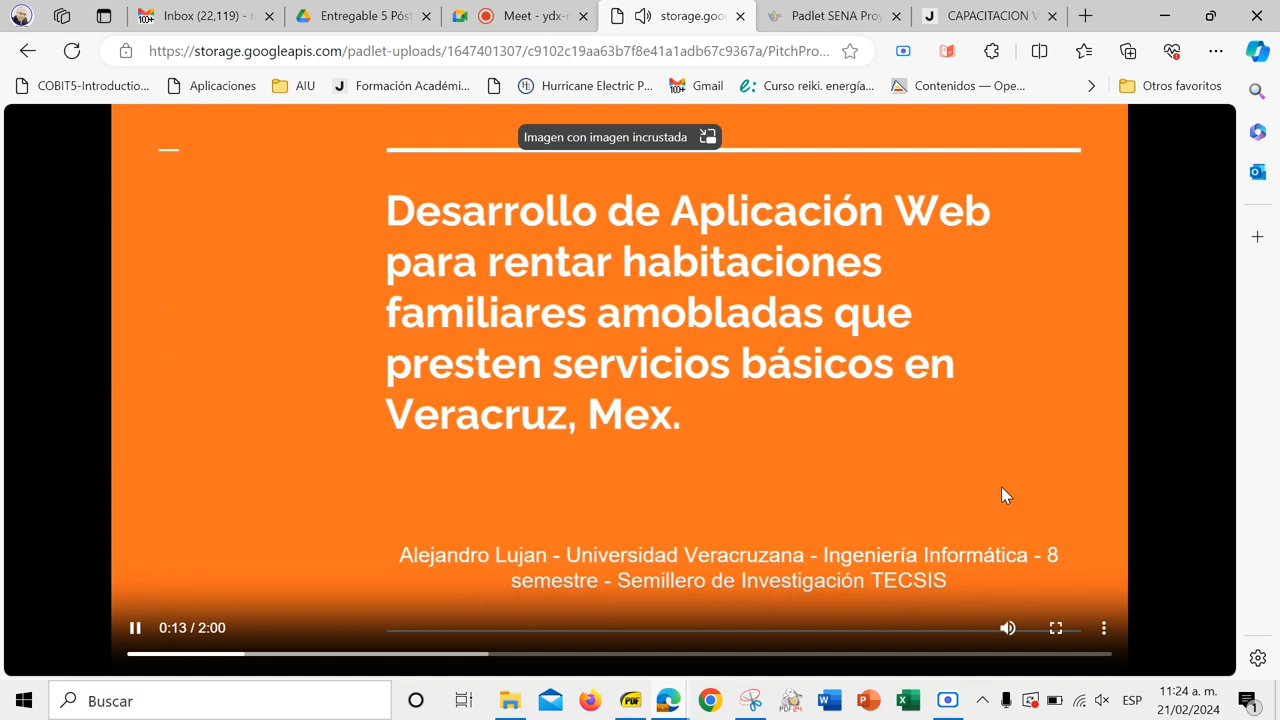 Inbox (22,119) - r
Entregable 5 Póst
Meet - ydx-r
storage.goo
Padlet SENA Proy
CAPACITACION V
https://storage.googleapis.com/padlet-uploads/1647401307/c9102c19aa63b7f8e41a1adb67c9367a/PitchPro...
COBIT5-Introductio...
Aplicaciones
AIU
Formación Académi...
Hurricane Electric P...
Gmail
Curso reiki. energía...
Contenidos — Ope...
Otros favoritos
Imagen con imagen incrustada
Desarrollo de Aplicación Web
para rentar habitaciones
familiares amobladas que
presten servicios básicos en
Veracruz, Mex.
Alejandro Lujan - Universidad Veracruzana - Ingeniería Informática - 8
semestre - Semillero de Investigación TECSIS
0:13 / 2:00
Buscar
ESP
11:24 a. m.
21/02/2024